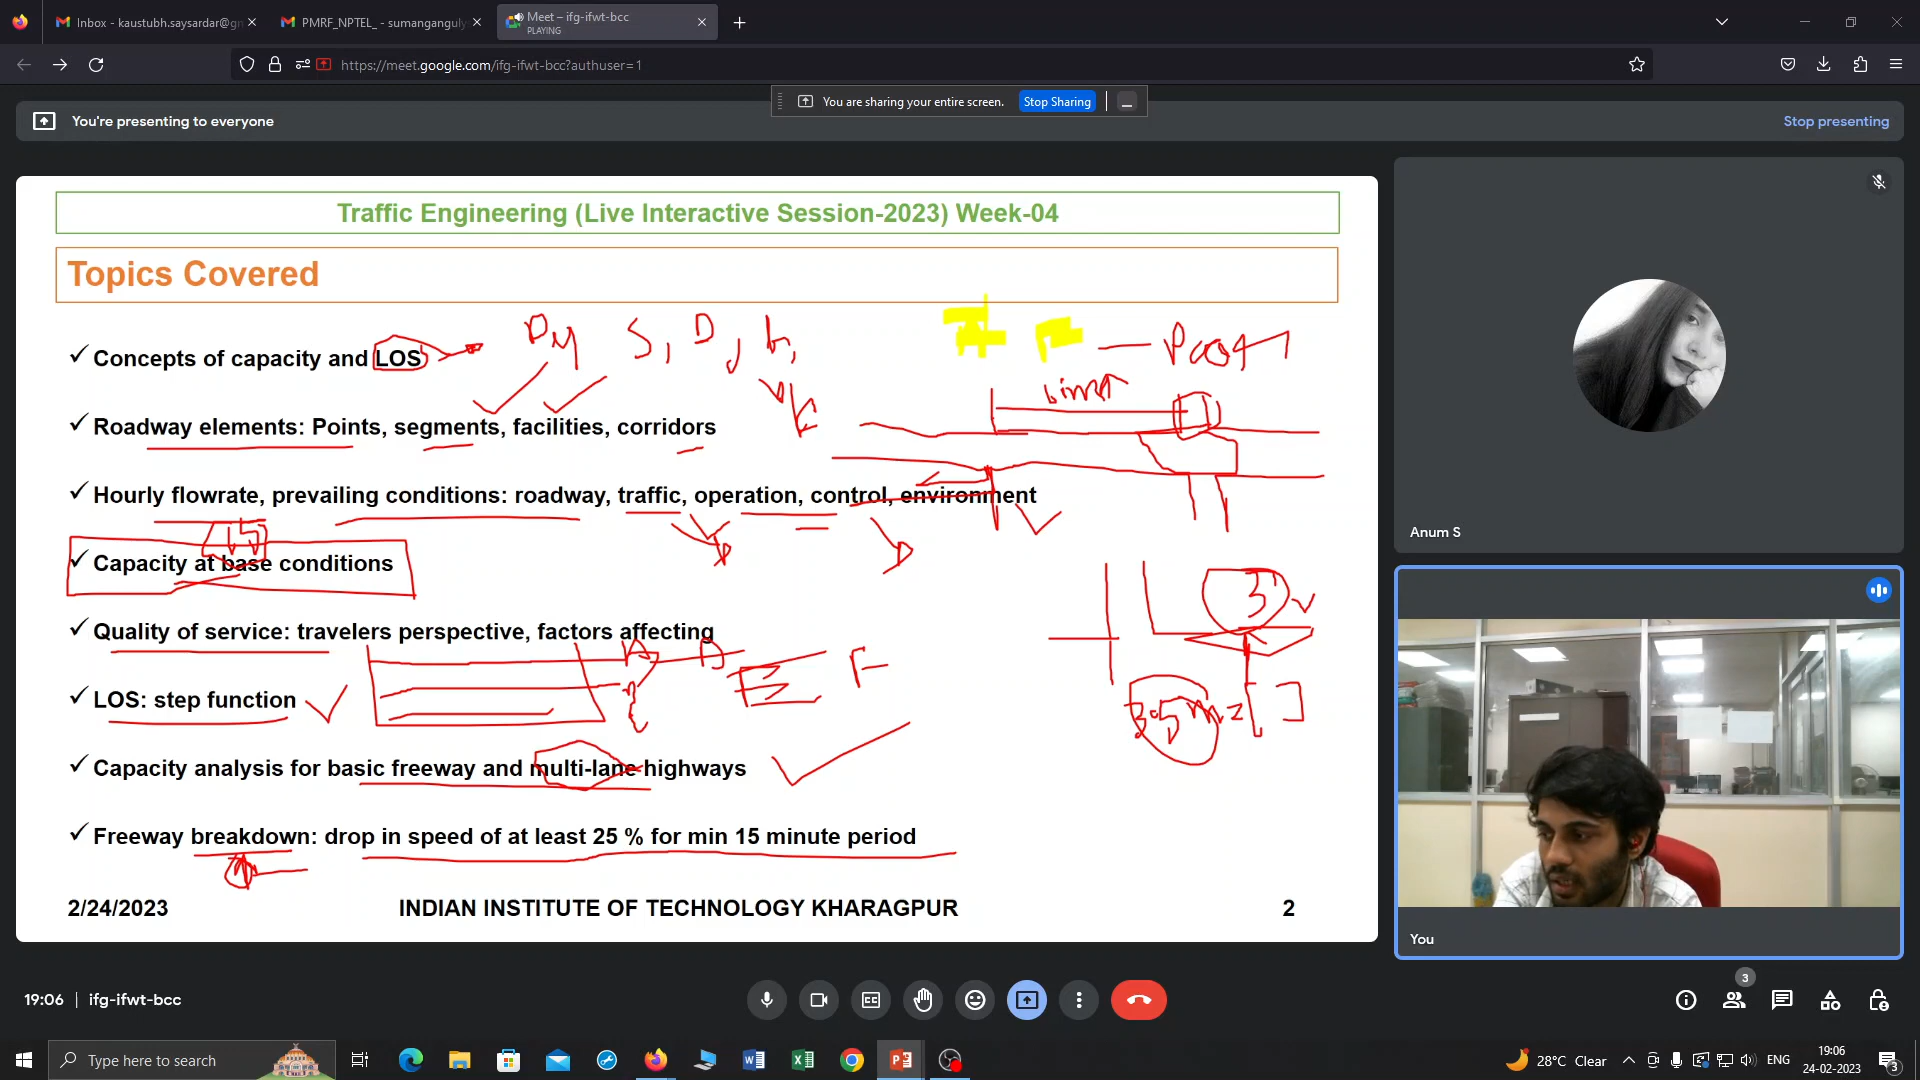 Inbox - kaustubh.saysardar@gm
PMRF_NPTEL_ - sumanganguly
Meet – ifg-ifwt-bcc
PLAYING
https://meet.google.com/ifg-ifwt-bcc?authuser=1
You are sharing your entire screen.
Stop Sharing
You're presenting to everyone
Stop presenting
Traffic Engineering (Live Interactive Session-2023) Week-04
Topics Covered
S, D,
✓ Concepts of capacity and LOS
✓ Roadway elements: Points, segments, facilities, corridors
✓ Hourly flowrate, prevailing conditions: roadway, traffic, operation, control, environment
15
✓ Capacity at base conditions
3
✓ Quality of service: travelers perspective, factors affecting
A
F
✓ LOS: step function
3.5 m
✓ Capacity analysis for basic freeway and multi-lane highways
✓ Freeway breakdown: drop in speed of at least 25 % for min 15 minute period
2/24/2023
INDIAN INSTITUTE OF TECHNOLOGY KHARAGPUR
2
Anum S
You
19:06 | ifg-ifwt-bcc
3
Type here to search
28°C Clear
ENG
19:06
24-02-2023
3